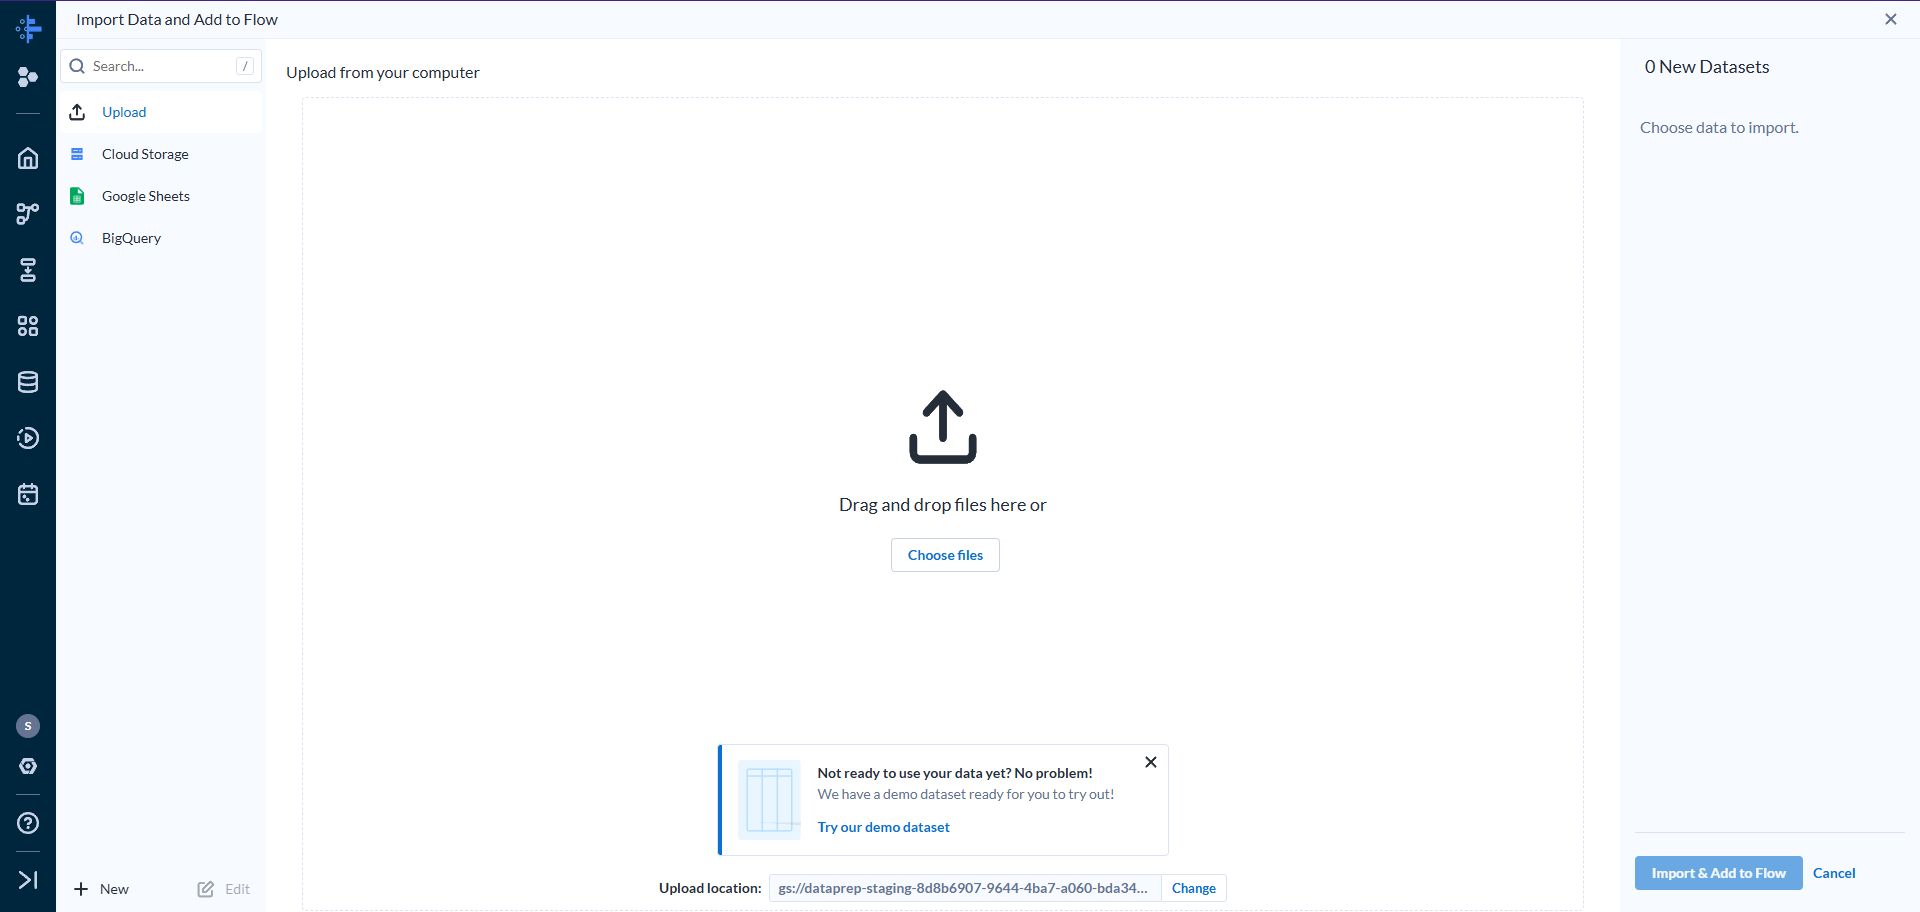 Import Data and Add to Flow
Search... /
Upload
Cloud Storage
Google Sheets
BigQuery
Upload from your computer
Drag and drop files here or
Choose files
Not ready to use your data yet? No problem!
We have a demo dataset ready for you to try out!
Try our demo dataset
Upload location: gs://dataprep-staging-8d8b6907-9644-4ba7-a060-bda34... Change
0 New Datasets
Choose data to import.
Import & Add to Flow Cancel
S
New Edit